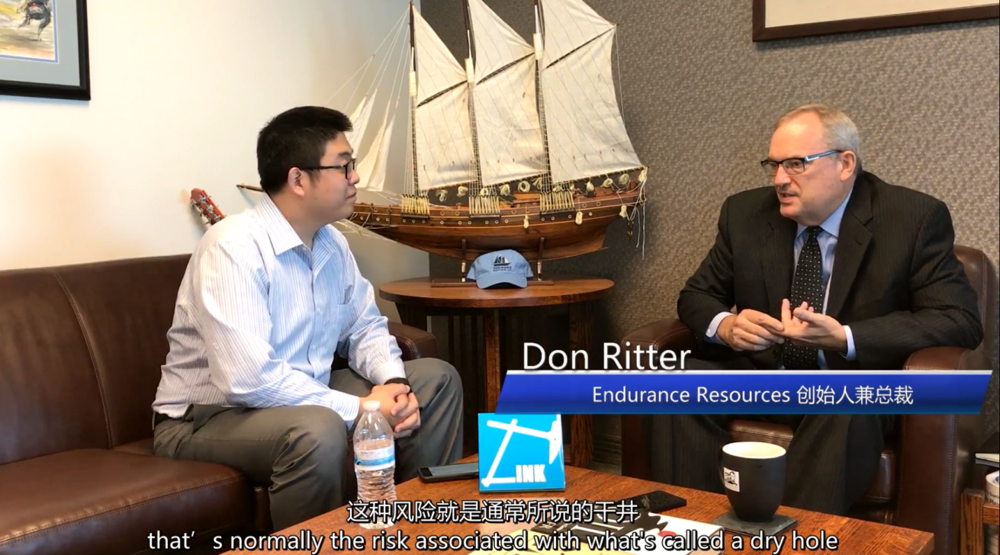 Don Ritter
Endurance Resources 创始人兼总裁
LINK
这种风险就是通常所说的干井
that's normally the risk associated with what's called a dry hole